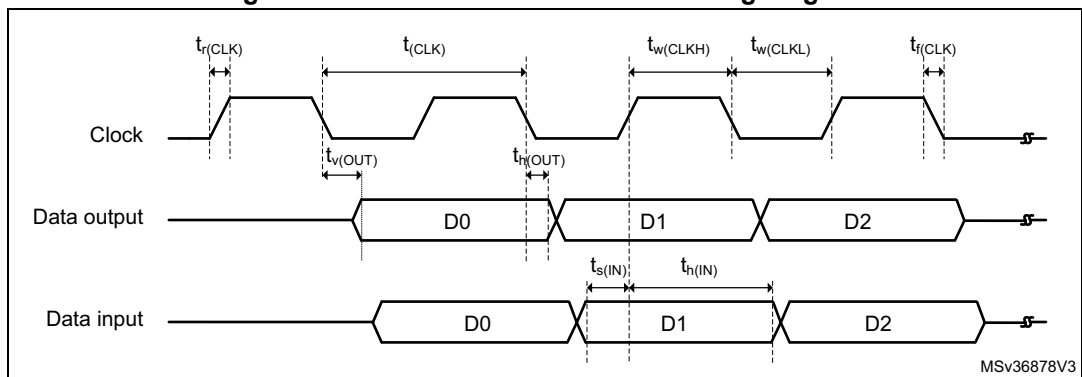 tr(CLK) t(CLK) tw(CLKH) tw(CLKL) tf(CLK)
Clock
tv(OUT) th(OUT)
Data output D0 D1 D2
ts(IN) th(IN)
Data input D0 D1 D2
MSv36878V3